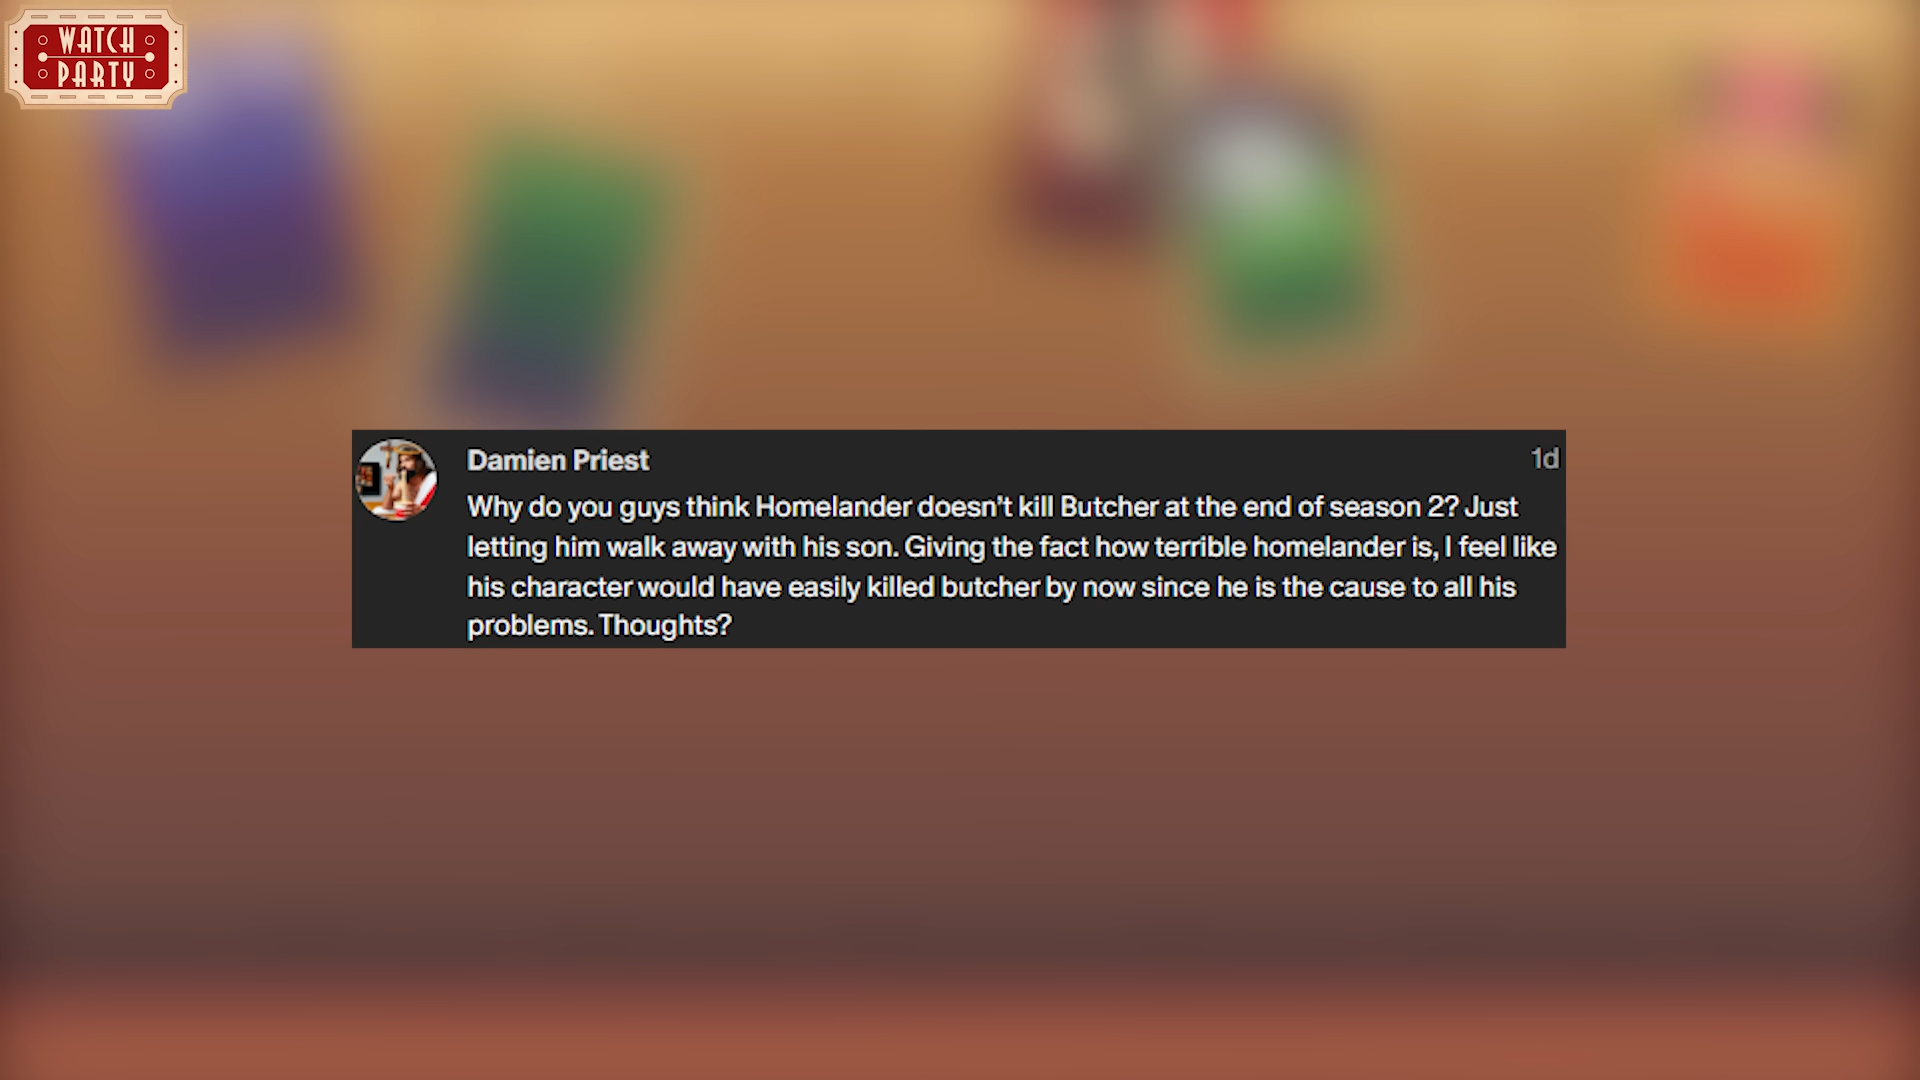 WATCH
PARTY
Damien Priest
1d
Why do you guys think Homelander doesn't kill Butcher at the end of season 2? Just
letting him walk away with his son. Giving the fact how terrible homelander is, I feel like
his character would have easily killed butcher by now since he is the cause to all his
problems. Thoughts?